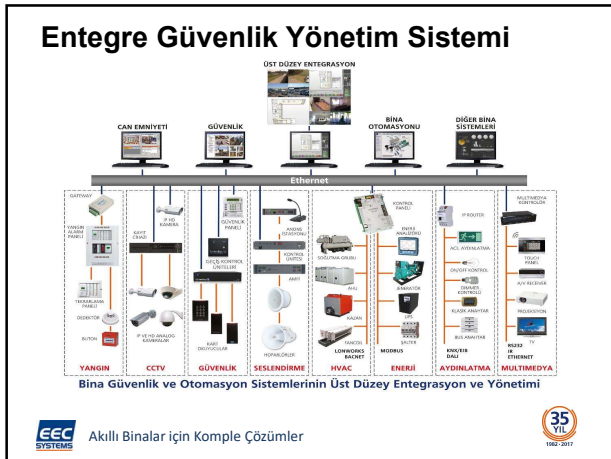 Entegre Güvenlik Yönetim Sistemi
ÜST DÜZEY ENTEGRASYON
CAN EMNİYETİ
GÜVENLİK
BİNA
OTOMASYONU
DİĞER BİNA
SİSTEMLERİ
Ethernet
GATEWAY
YANGIN
ALARM
PANELİ
TEKRARLAMA
PANELİ
DEDEKTÖR
BUTON
YANGIN
IP HD
KAMERA
KAYIT
CİHAZI
IP VE HD ANALOG
KAMERALAR
CCTV
GÜVENLİK
PANELİ
GEÇİŞ KONTROL
ÜNİTELERİ
KART
OKUYUCULAR
GÜVENLİK
ANONS
İSTASYONU
KONTROL
ÜNİTESİ
AMFİ
HOPARLÖRLER
SESLENDİRME
KONTROL
PANELİ
SOĞUTMA GRUBU
AHU
KAZAN
FANCOIL
LONWORKS
BACNET
HVAC
ENERJİ
ANALİZÖRÜ
JENERATÖR
UPS
ŞALTER
MODBUS
ENERJİ
IP ROUTER
ACİL AYDINLATMA
ON/OFF KONTROL
DİMMER
KONTROLÜ
KLASİK ANAHTAR
BUS ANAHTAR
KNX/EIB
DALI
AYDINLATMA
MULTIMEDYA
KONTROLÖR
TOUCH
PANEL
A/V RECEIVER
PROJEKSİYON
TV
RS232
IR
ETHERNET
MULTIMEDYA
Bina Güvenlik ve Otomasyon Sistemlerinin Üst Düzey Entegrasyon ve Yönetimi
EEC
SYSTEMS
Akıllı Binalar için Komple Çözümler
35
YIL
1982 - 2017